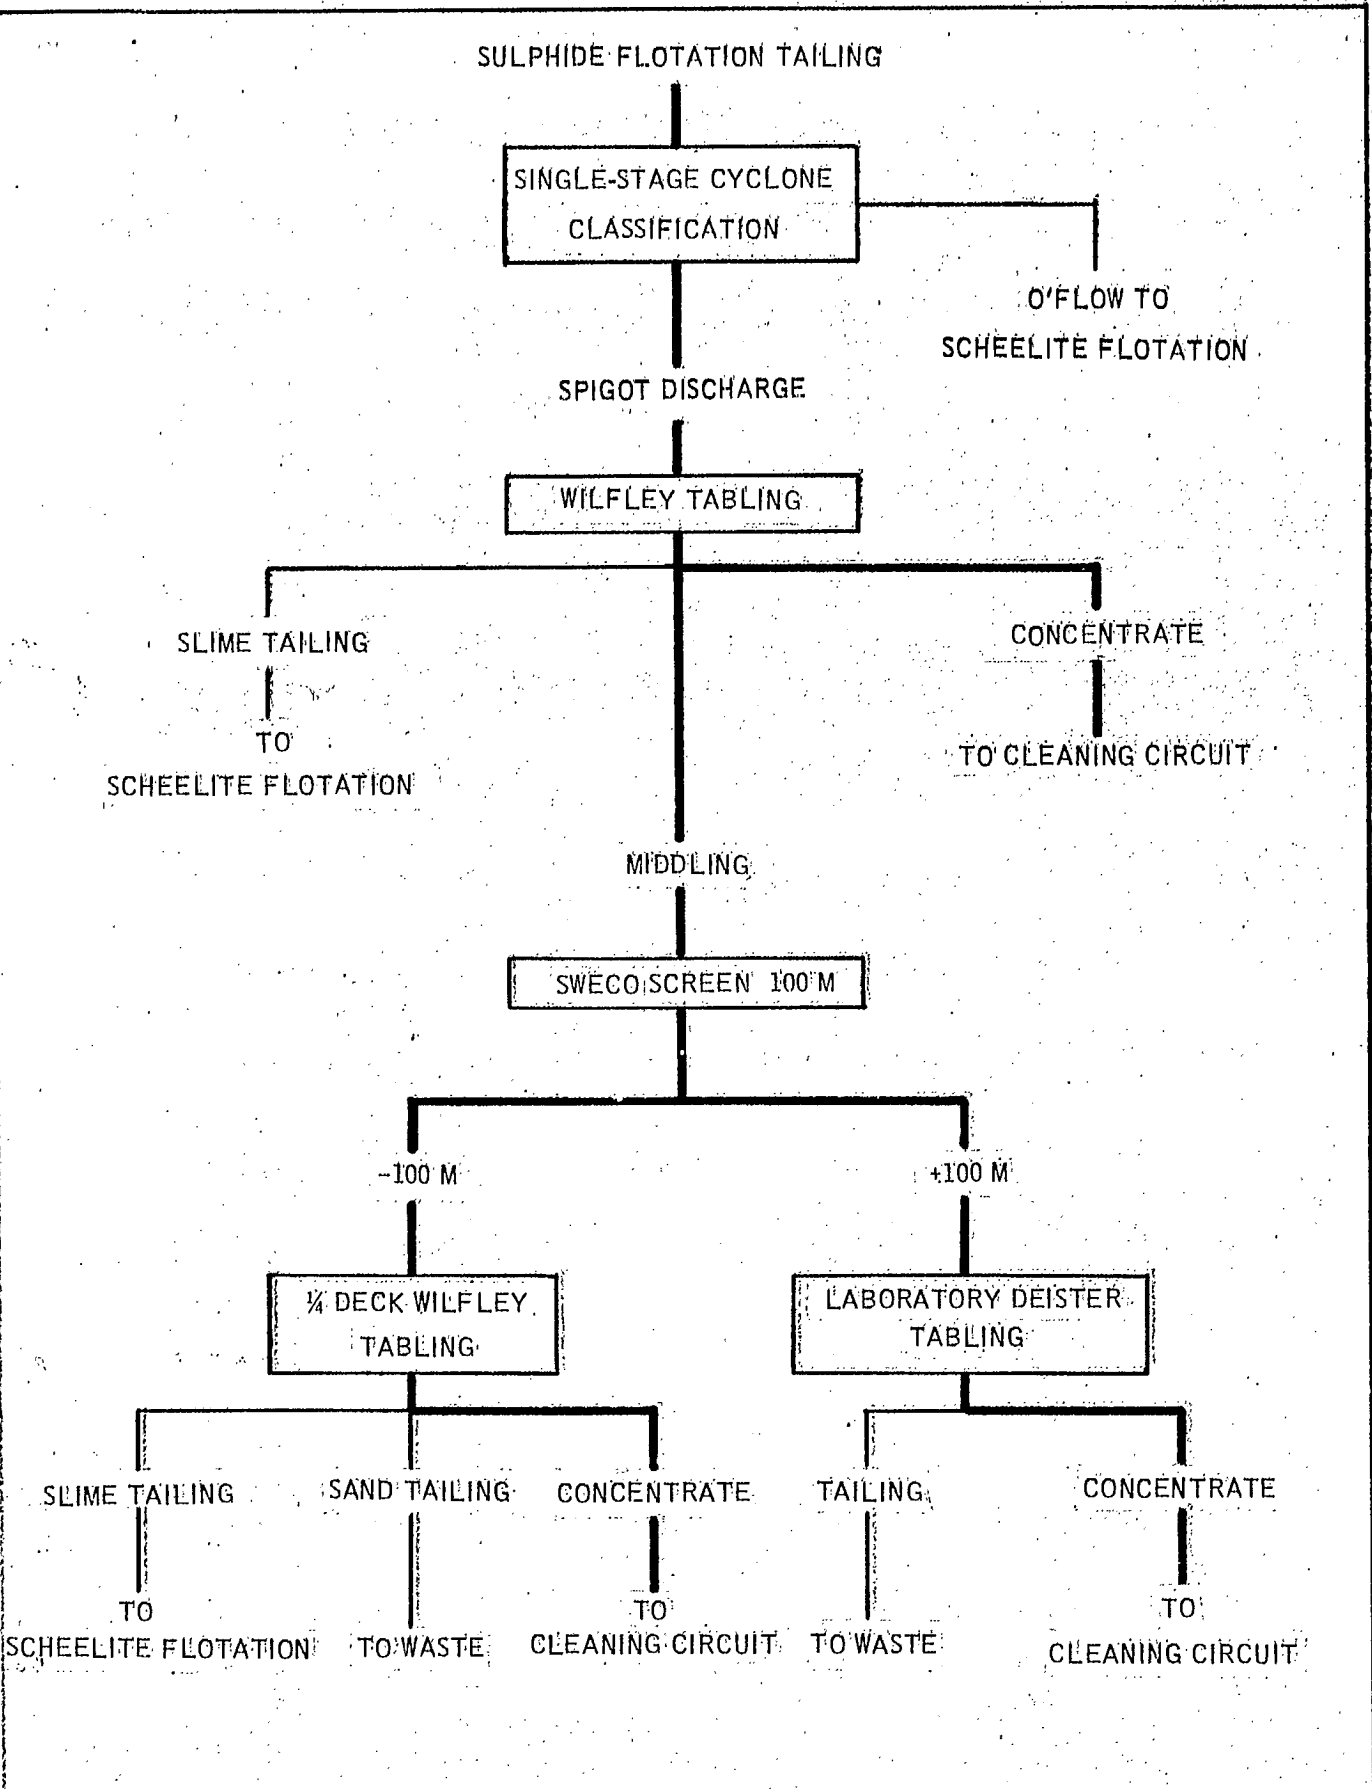 SULPHIDE FLOTATION TAILING
SINGLE-STAGE CYCLONE
CLASSIFICATION
O'FLOW TO
SCHEELITE FLOTATION
SPIGOT DISCHARGE
WILFLEY TABLING
SLIME TAILING
TO
SCHEELITE FLOTATION
CONCENTRATE
TO CLEANING CIRCUIT
MIDDLING
SWECO SCREEN 100 M
-100 M
+100 M
¼ DECK WILFLEY
TABLING
LABORATORY DEISTER
TABLING
SLIME TAILING
TO
SCHEELITE FLOTATION
SAND TAILING
TO WASTE
CONCENTRATE
TO
CLEANING CIRCUIT
TAILING
TO WASTE
CONCENTRATE
TO
CLEANING CIRCUIT